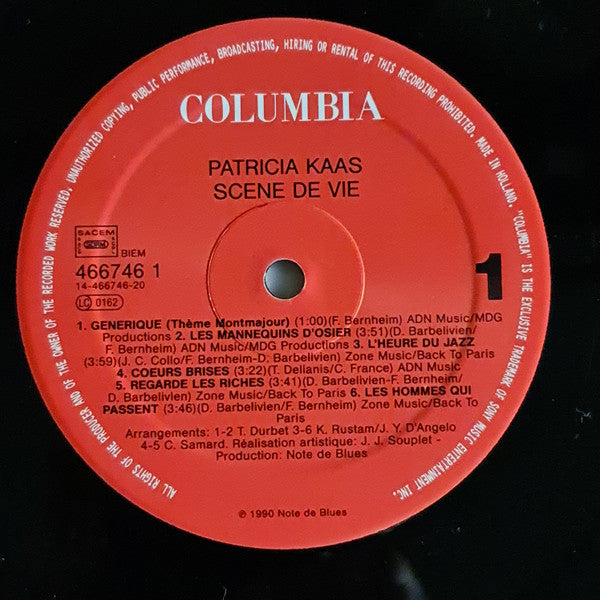 ALL RIGHTS OF THE PRODUCER AND OF THE OWNER OF THE RECORDED WORK RESERVED. UNAUTHORIZED COPYING, PUBLIC PERFORMANCE, BROADCASTING, HIRING OR RENTAL OF THIS RECORDING PROHIBITED. MADE IN HOLLAND. "COLUMBIA" IS THE EXCLUSIVE TRADEMARK OF SONY MUSIC ENTERTAINMENT INC.
COLUMBIA
PATRICIA KAAS
SCENE DE VIE
SACEM
BIEM
466746 1
14-466746-20
LC 0162
1
1. GENERIQUE (Thème Montmajour) (1:00)(F. Bernheim) ADN Music/MDG
Productions 2. LES MANNEQUINS D'OSIER (3:51)(D. Barbelivien/
F. Bernheim) ADN Music/MDG Productions 3. L'HEURE DU JAZZ
(3:59)(J. C. Collo/F. Bernheim-D. Barbelivien) Zone Music/Back To Paris
4. COEURS BRISES (3:22)(T. Delianis/C. France) ADN Music
5. REGARDE LES RICHES (3:41)(D. Barbelivien-F. Bernheim/
D. Barbelivien) Zone Music/Back To Paris 6. LES HOMMES QUI
PASSENT (3:46)(D. Barbelivien/F. Bernheim) Zone Music/Back To
Paris
Arrangements: 1-2 T. Durbet 3-6 K. Rustam/J. Y. D'Angelo
4-5 C. Samard. Réalisation artistique: J. J. Souplet -
Production: Note de Blues
℗ 1990 Note de Blues